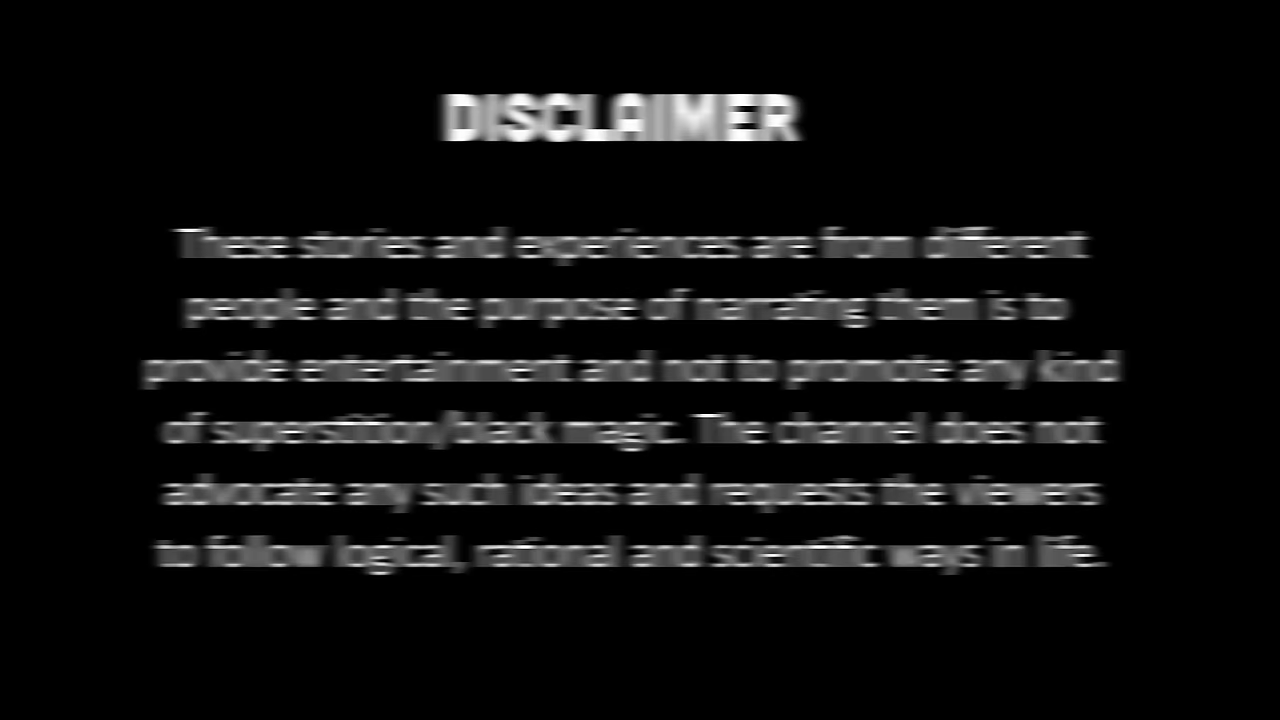 DISCLAIMER
These stories and experiences are from different
people and the purpose of narrating them is to
provide entertainment and not to promote any kind
of superstition/black magic. The channel does not
advocate any such ideas and requests the viewers
to follow logical, rational and scientific ways in life.